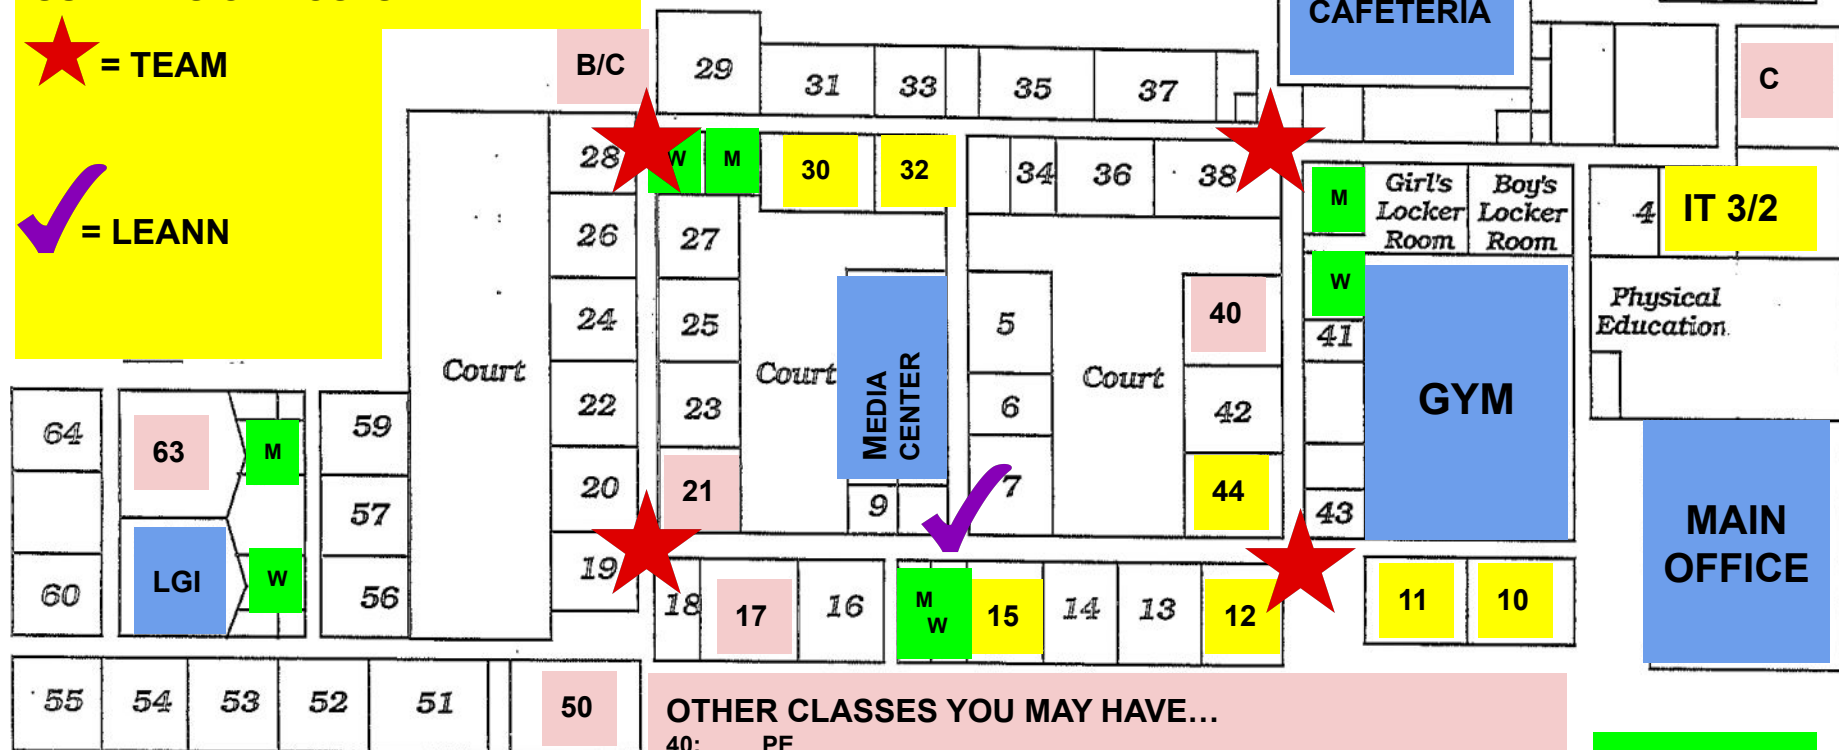 CAFETERIA
= TEAM
B/C
29
31
33
35
37
C
28
W
M
30
32
34
36
38
M
Girl's
Locker
Room
Boy's
Locker
Room
4
IT 3/2
= LEANN
26
27
W
24
25
5
40
41
Physical
Education
Court
Court
MEDIA
CENTER
Court
GYM
22
23
6
42
64
63
M
59
20
21
9
7
44
43
57
MAIN
OFFICE
60
LGI
W
56
19
18
17
16
M
W
15
14
13
12
11
10
55
54
53
52
51
50
OTHER CLASSES YOU MAY HAVE...
40: PE